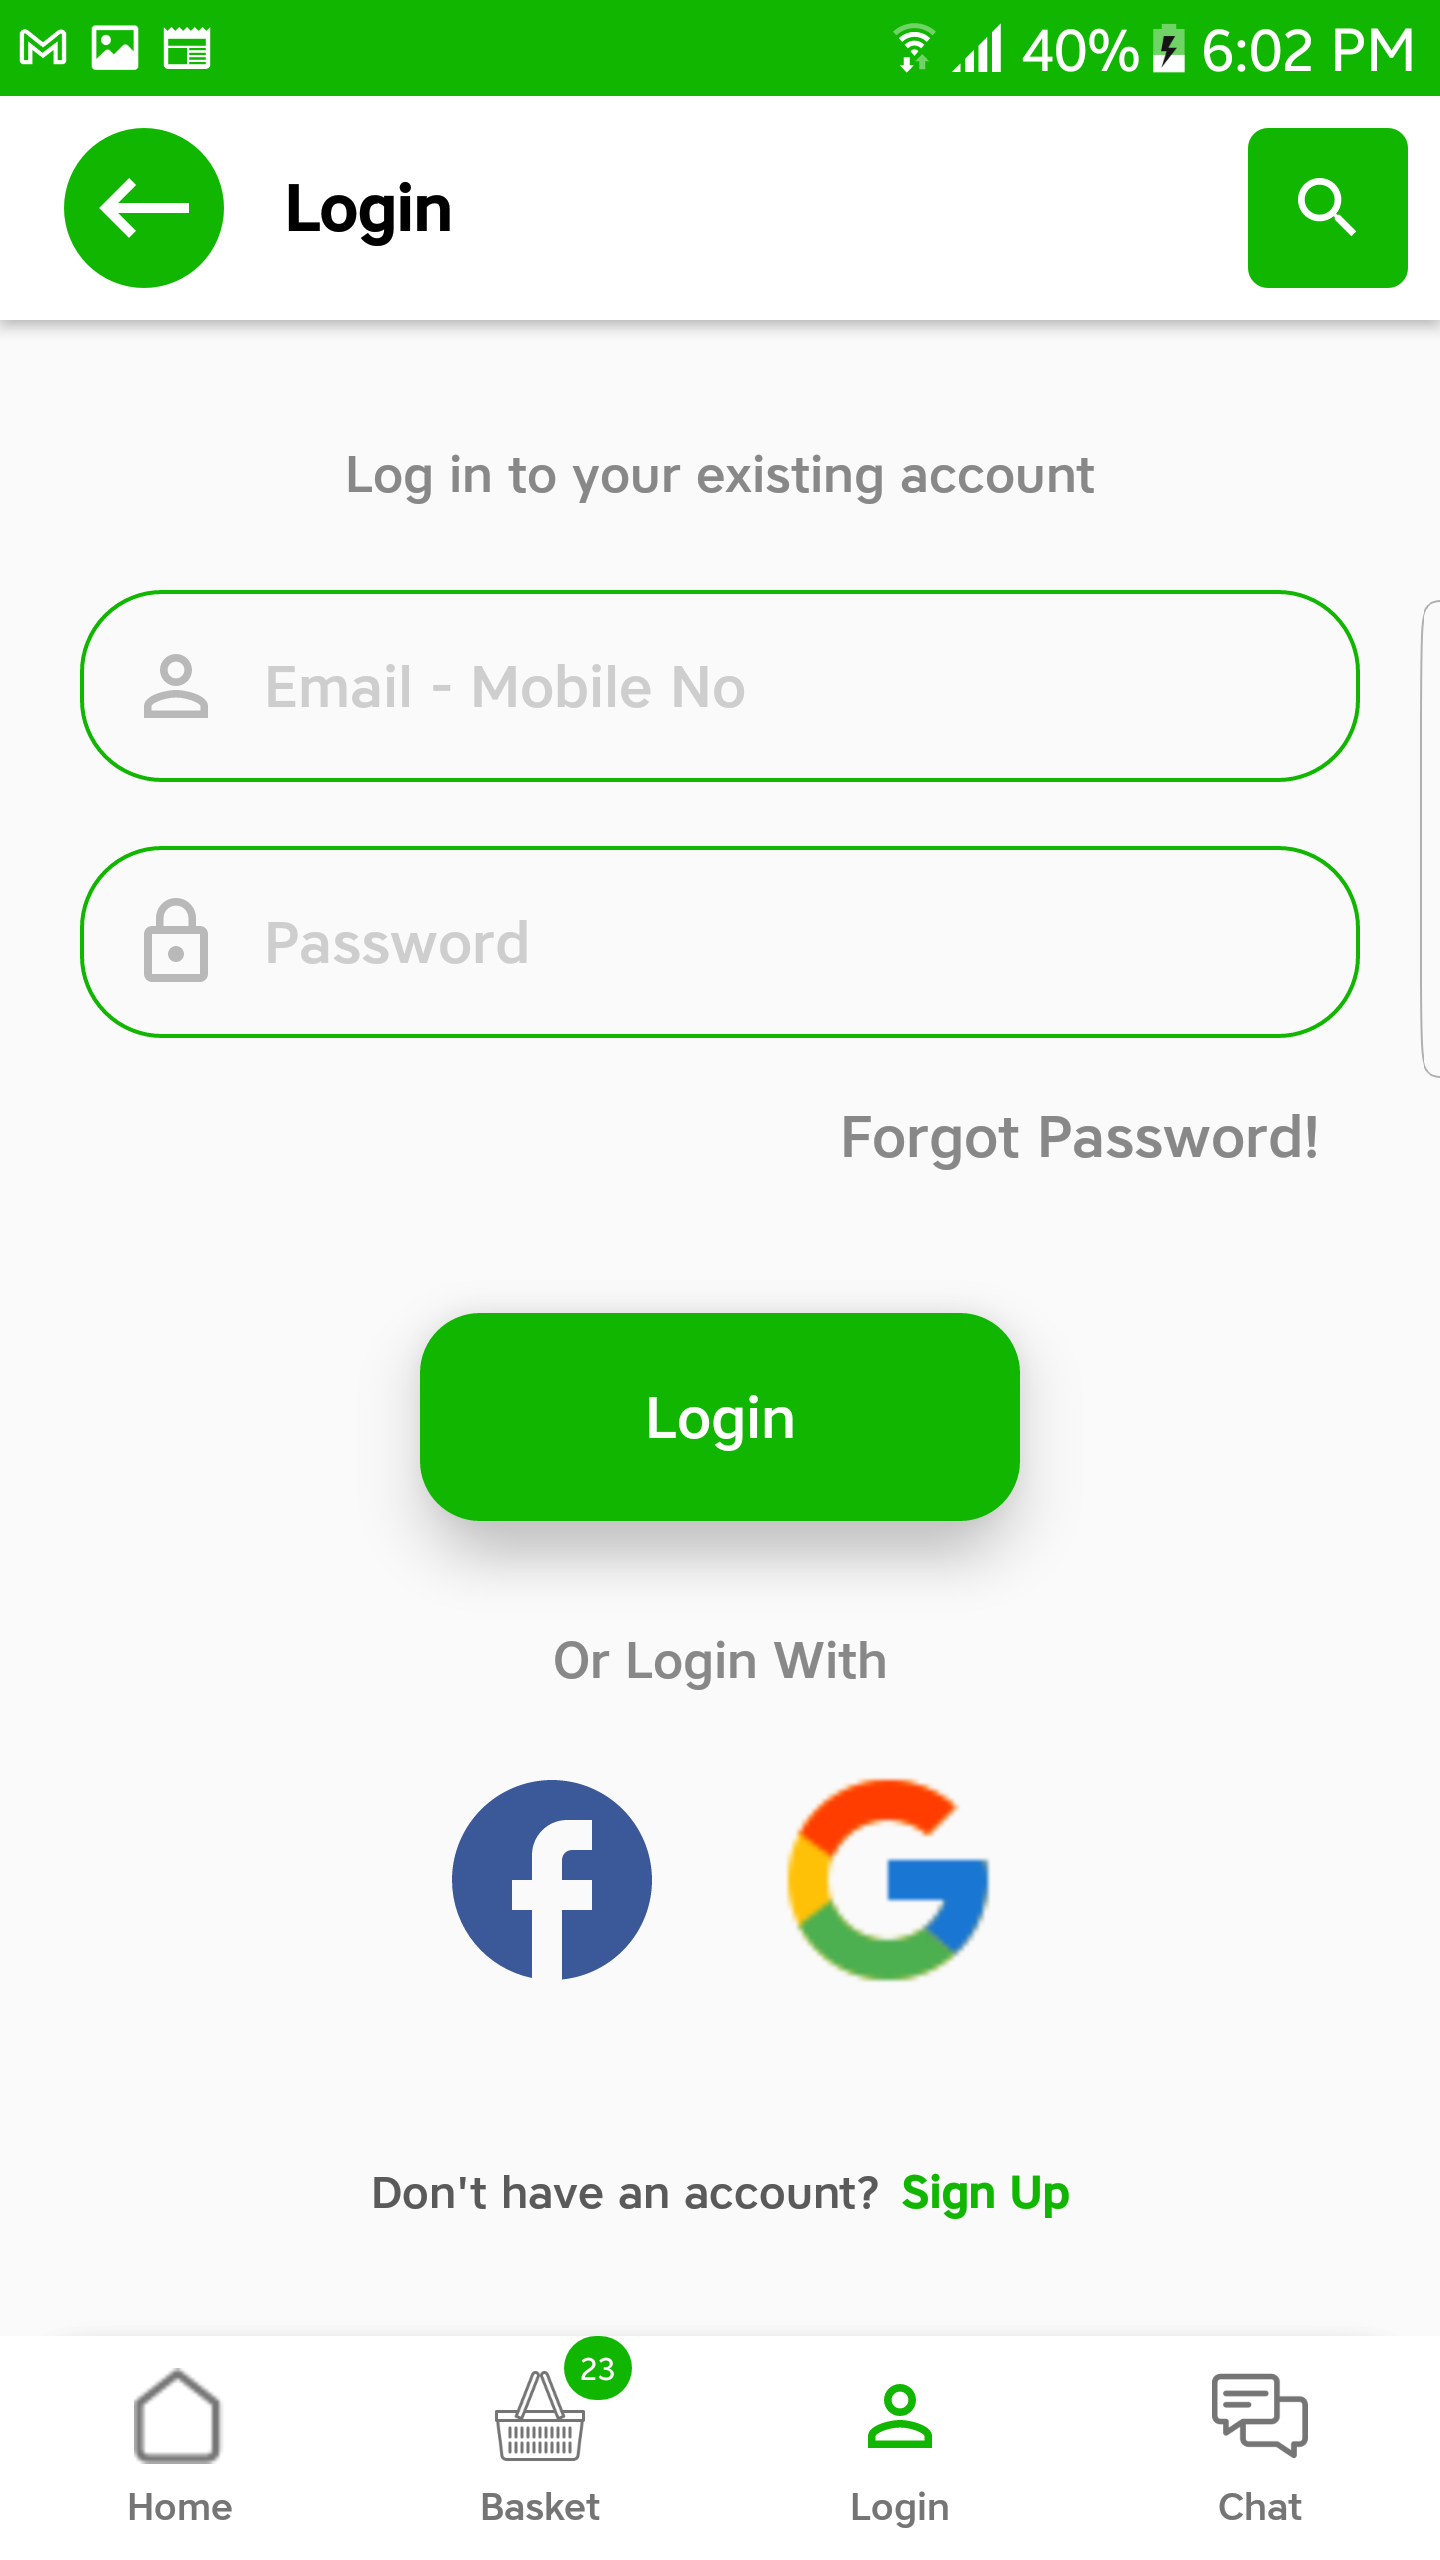 40% 6:02 PM
Login
Log in to your existing account
Email - Mobile No
Password
Forgot Password!
Login
Or Login With
Don't have an account? Sign Up
23
Home Basket Login Chat